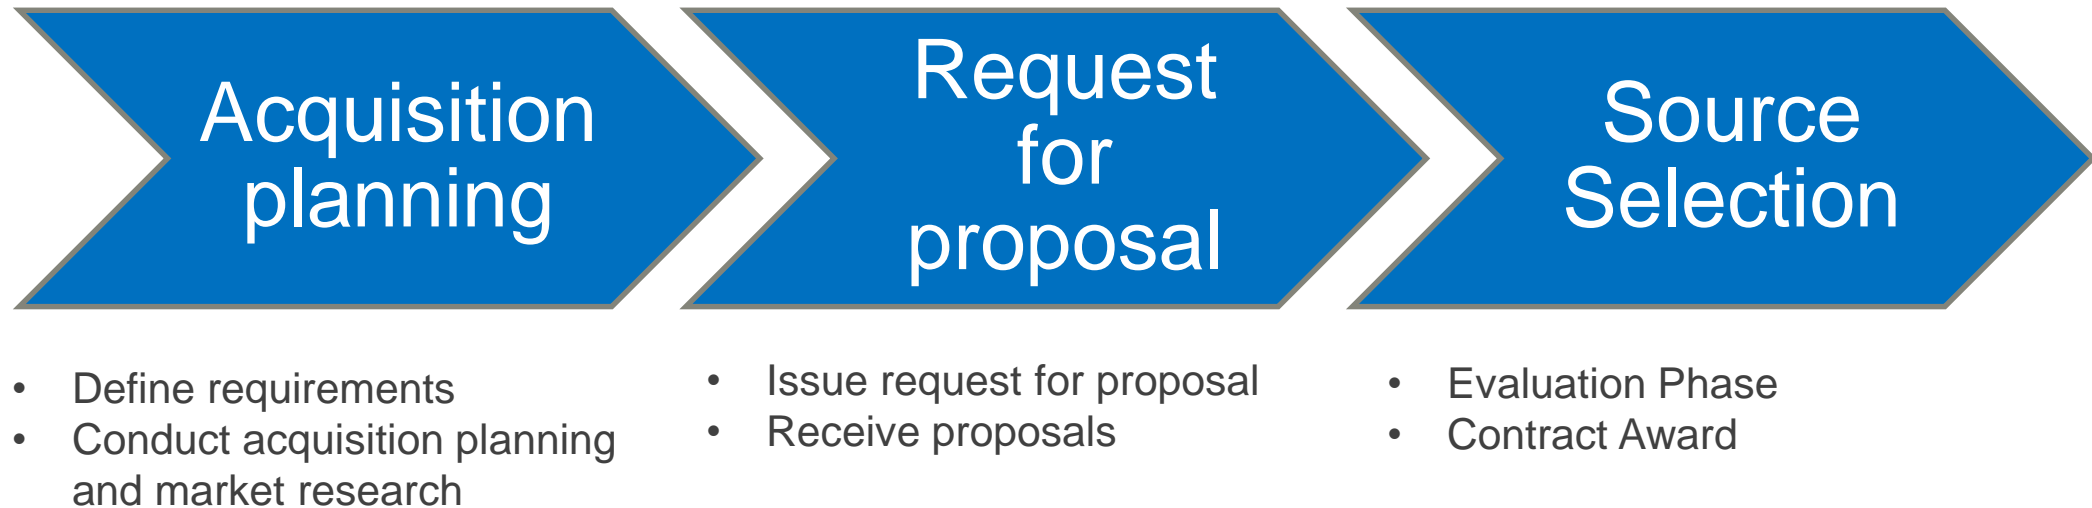 Acquisition
planning
Request
for
proposal
Source
Selection
• Define requirements
• Conduct acquisition planning
and market research
• Issue request for proposal
• Receive proposals
• Evaluation Phase
• Contract Award